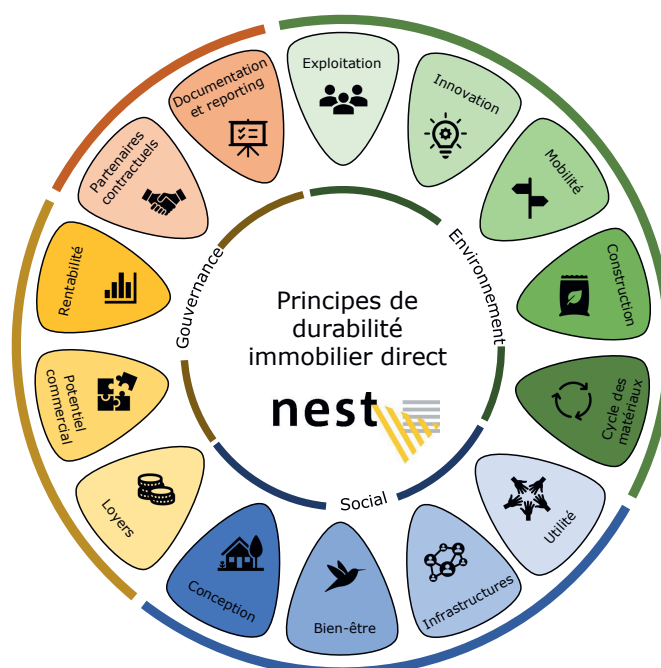 Exploitation
Innovation
Mobilité
Construction
Cycle des
matériaux
Utilité
Infrastructures
Bien-être
Conception
Loyers
Potentiel
commercial
Rentabilité
Partenaires
contractuels
Documentation
et reporting
Environnement
Social
Gouvernance
Principes de
durabilité
immobilier direct
nest